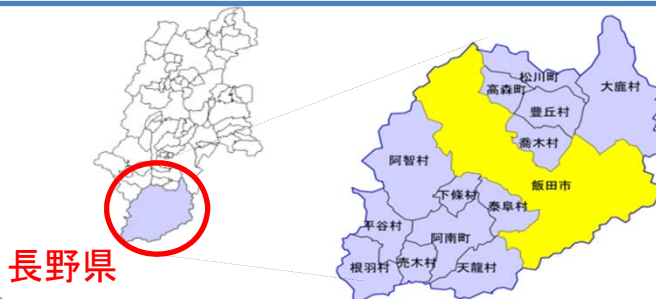 長野県
松川町
高森町
大鹿村
豊丘村
喬木村
阿智村
飯田市
下條村
泰阜村
平谷村
阿南町
根羽村
売木村
天龍村